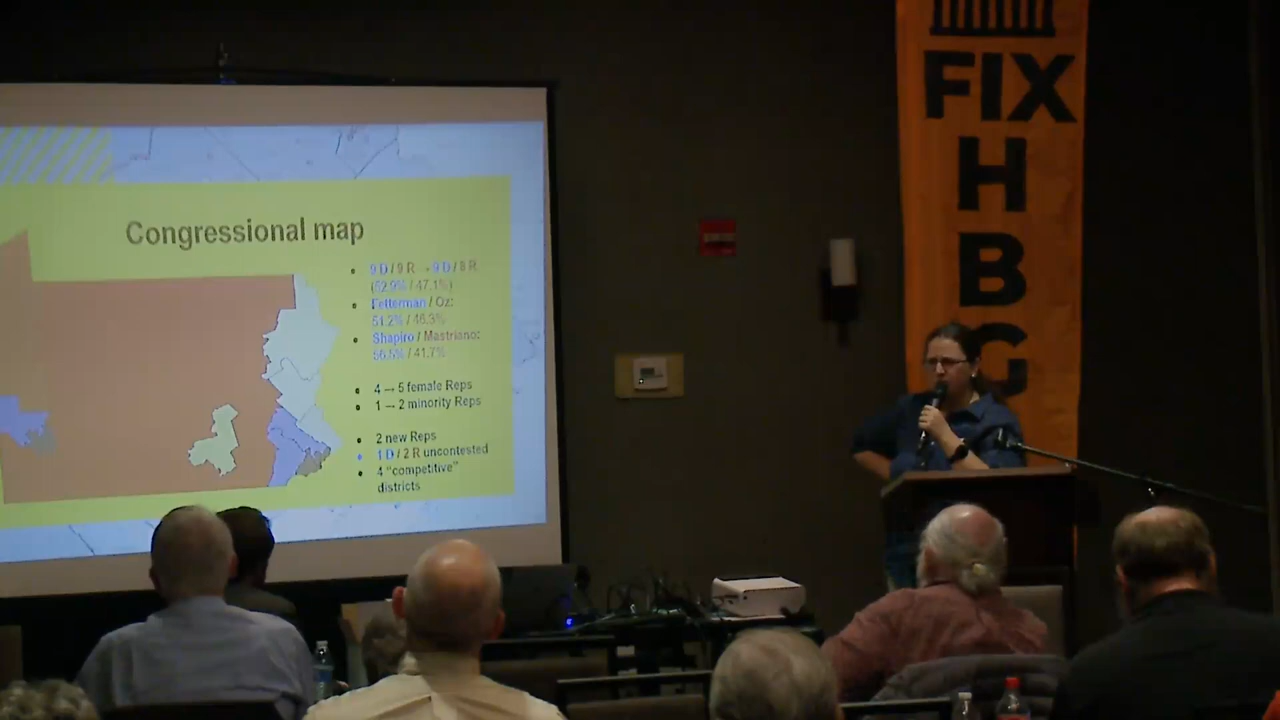 Congressional map
9 D / 9 R → 9 D / 8 R
(52.9% / 47.1%)
Fetterman / Oz:
51.2% / 46.3%
Shapiro / Mastriano:
56.5% / 41.7%
4 → 5 female Reps
1 → 2 minority Reps
2 new Reps
1 D / 2 R uncontested
4 "competitive"
districts
FIX
H
B
G